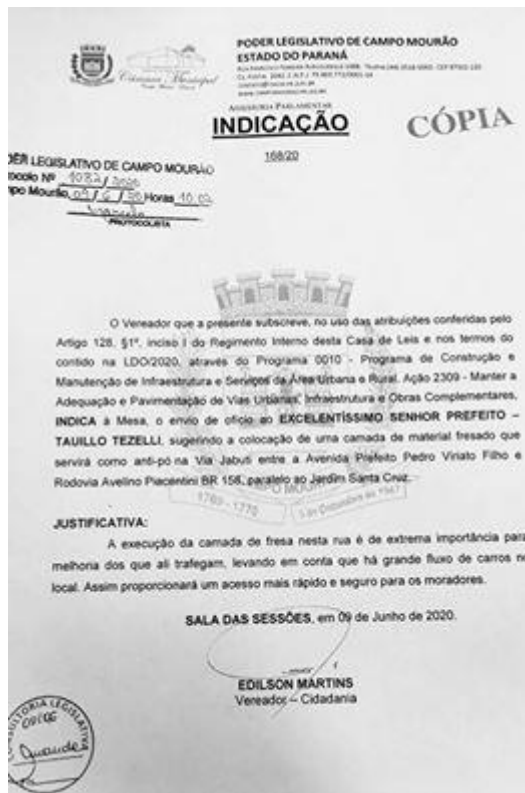 PODER LEGISLATIVO DE CAMPO MOURÃO
ESTADO DO PARANÁ
Câmara Municipal
ASSESSORIA PARLAMENTAR
INDICAÇÃO
CÓPIA
168/20
DER LEGISLATIVO DE CAMPO MOURÃO
ocolo Nº 1082/2020
mpo Mourão, 09/6/20 Horas 10:02
PROTOCOLISTA
O Vereador que a presente subscreve, no uso das atribuições conferidas pelo
Artigo 128, §1º, inciso I do Regimento Interno desta Casa de Leis e nos termos do
contido na LDO/2020, através do Programa 0010 - Programa de Construção e
Manutenção de Infraestrutura e Serviços da Área Urbana e Rural, Ação 2309 - Manter a
Adequação e Pavimentação de Vias Urbanas, Infraestrutura e Obras Complementares,
INDICA à Mesa, o envio de ofício ao EXCELENTÍSSIMO SENHOR PREFEITO –
TAUILLO TEZELLI, sugerindo a colocação de uma camada de material fresado que
servirá como anti-pó na Via Jabuti entre a Avenida Prefeito Pedro Viriato Filho e
Rodovia Avelino Piacentini BR 158, paralelo ao Jardim Santa Cruz.
JUSTIFICATIVA:
A execução da camada de fresa nesta rua é de extrema importância para
melhoria dos que ali trafegam, levando em conta que há grande fluxo de carros no
local. Assim proporcionará um acesso mais rápido e seguro para os moradores.
SALA DAS SESSÕES, em 09 de Junho de 2020.
EDILSON MARTINS
Vereador – Cidadania